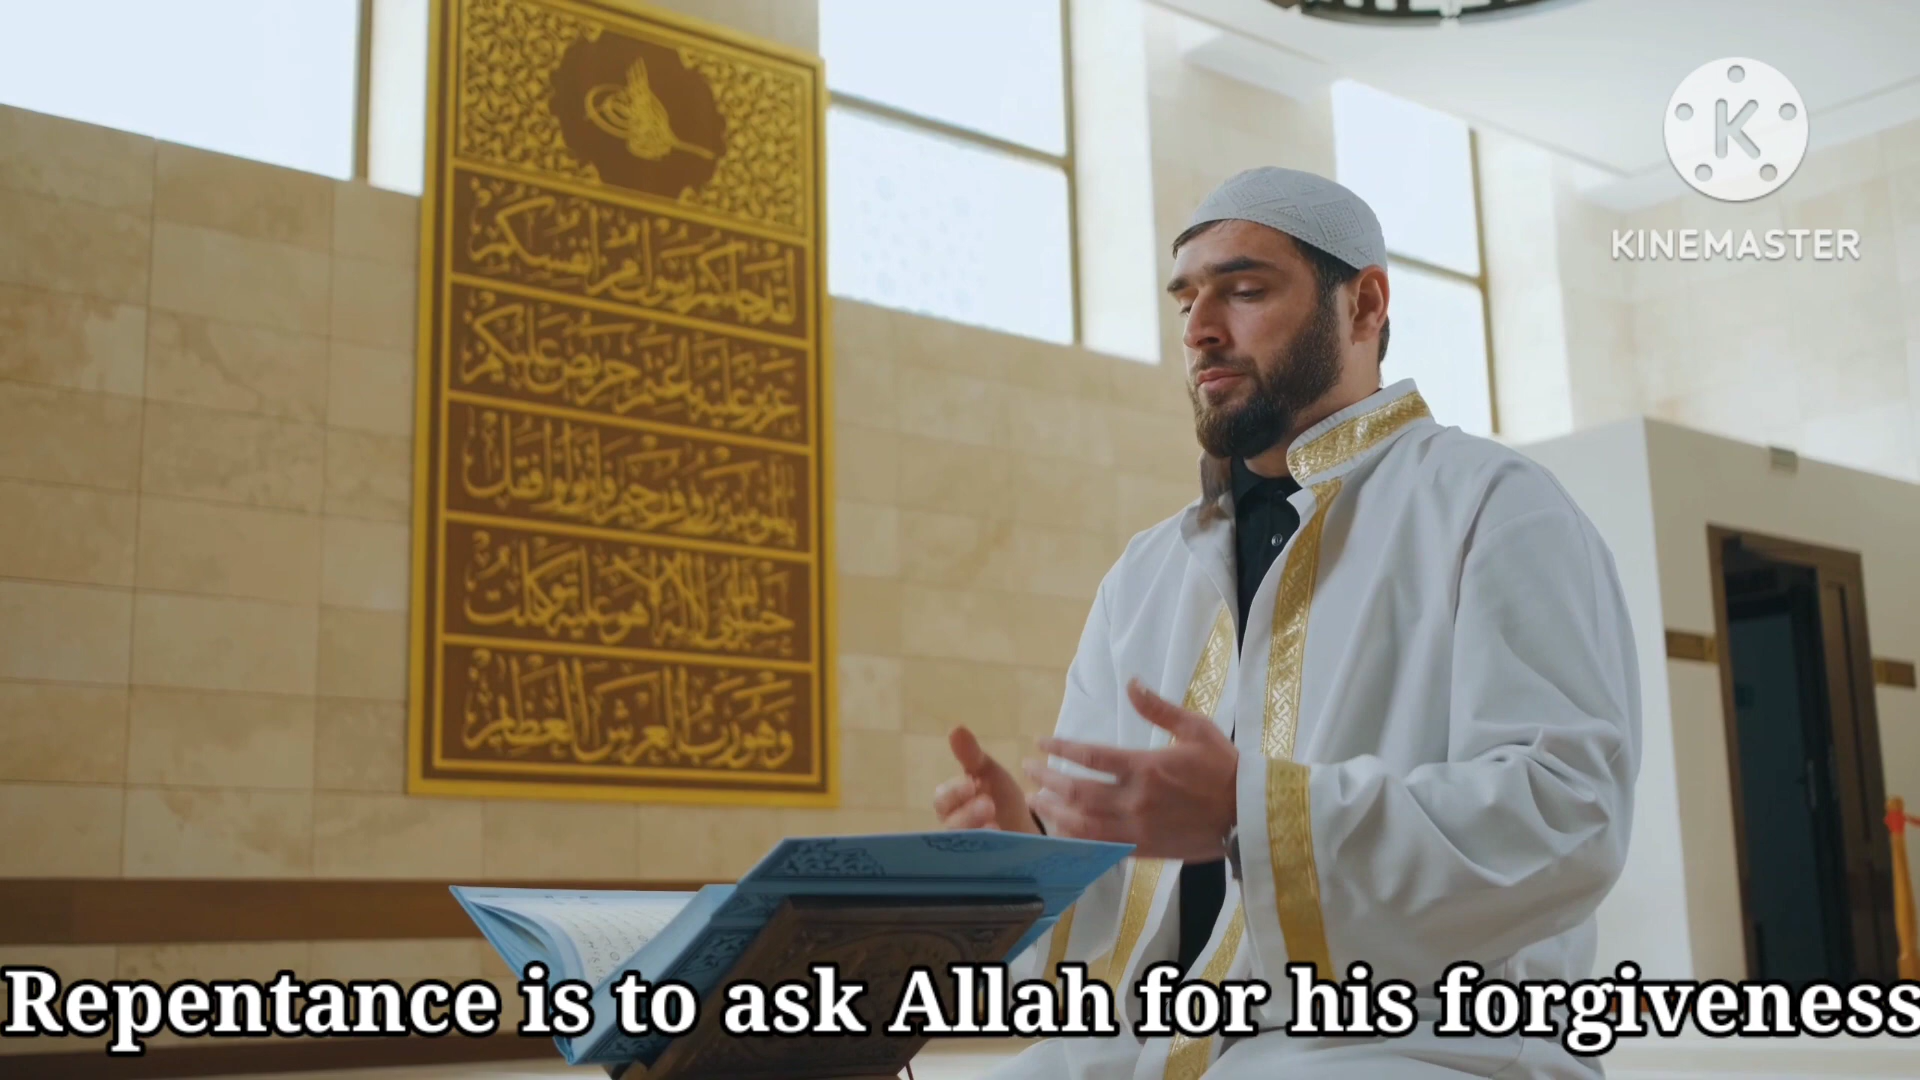 لقد جاءكم رسول من أنفسكم
عزيز عليه ما عنتم حريص عليكم
بالمؤمنين رؤوف رحيم فإن تولوا فقل
حسبي الله لا إله إلا هو عليه توكلت
وهو رب العرش العظيم
K
KINEMASTER
Repentance is to ask Allah for his forgiveness